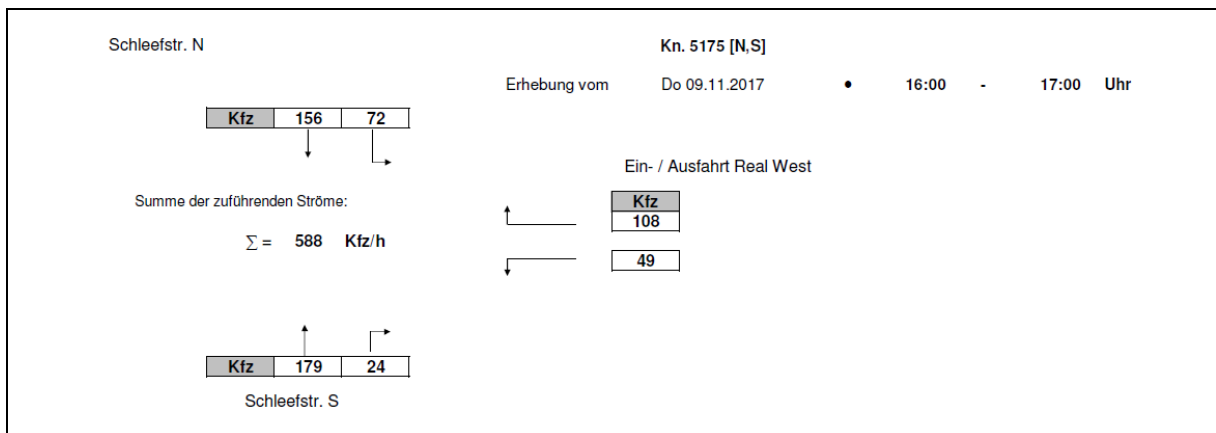 Schleefstr. N
Kn. 5175 [N,S]
Erhebung vom Do 09.11.2017 • 16:00 - 17:00 Uhr
Kfz 156 72
Ein- / Ausfahrt Real West
Summe der zuführenden Ströme:
Kfz
108
∑ = 588 Kfz/h
49
Kfz 179 24
Schleefstr. S